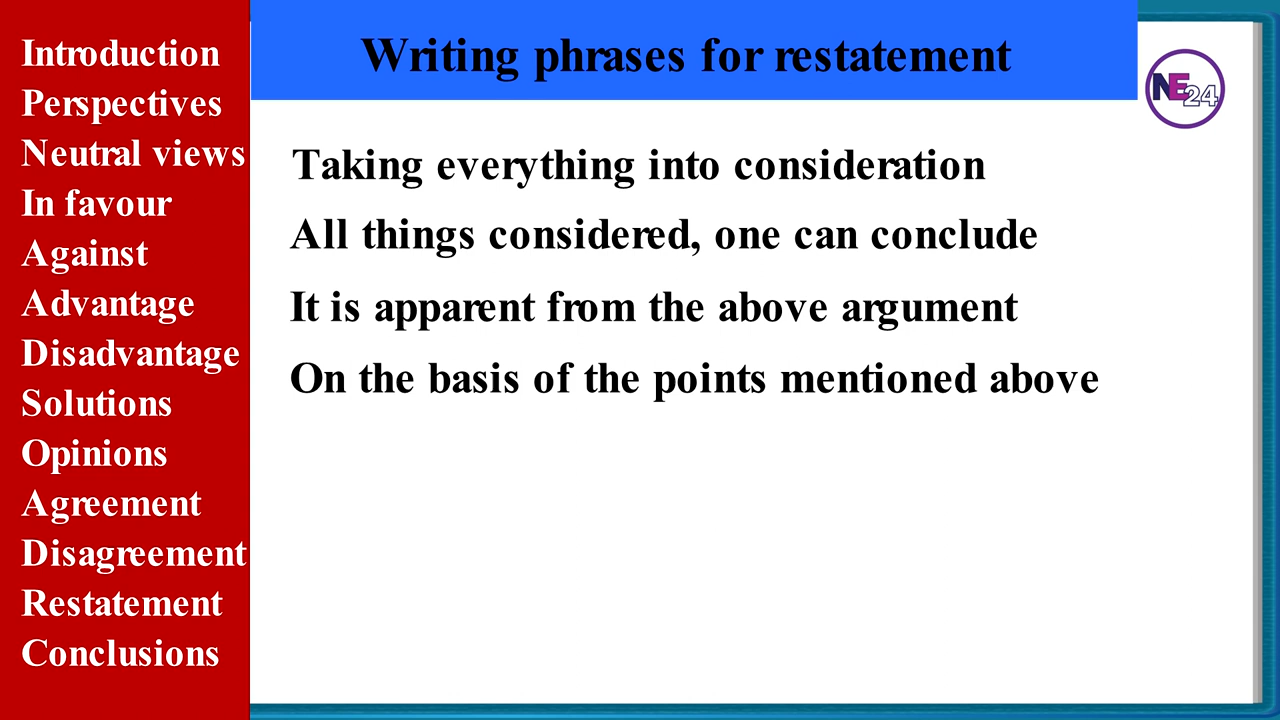 Introduction
Perspectives
Neutral views
In favour
Against
Advantage
Disadvantage
Solutions
Opinions
Agreement
Disagreement
Restatement
Conclusions
Writing phrases for restatement
NE24
Taking everything into consideration
All things considered, one can conclude
It is apparent from the above argument
On the basis of the points mentioned above